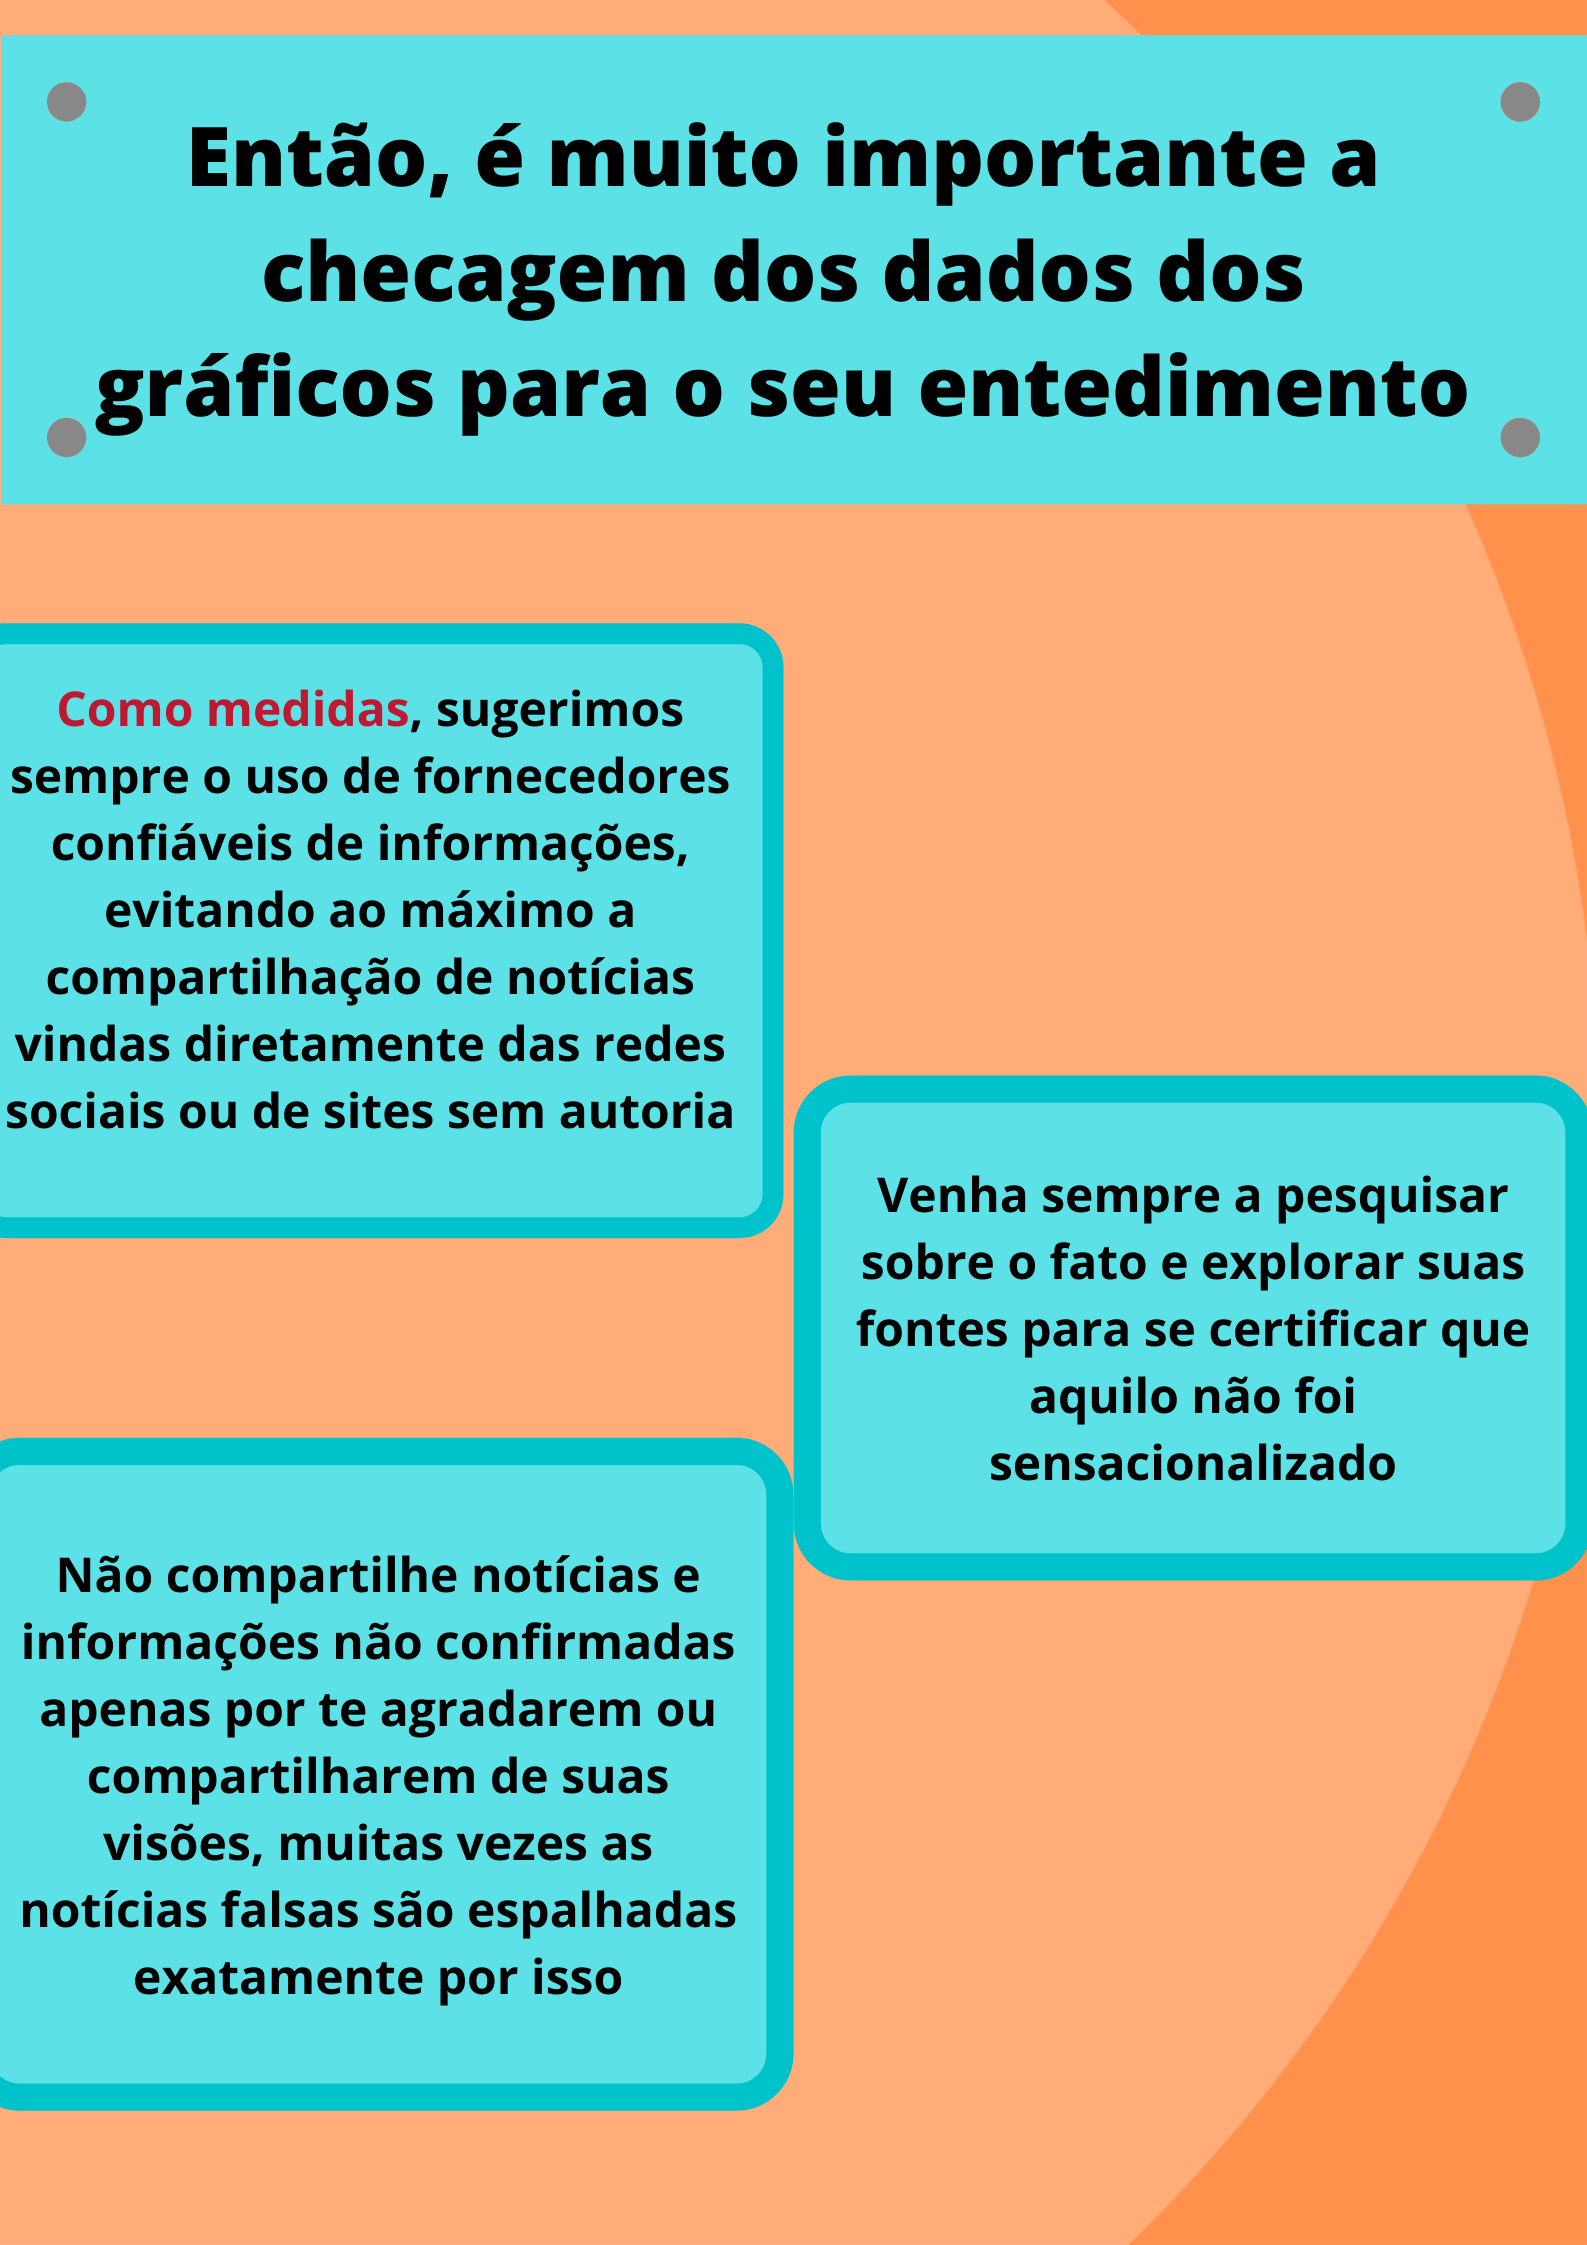 Então, é muito importante a
checagem dos dados dos
gráficos para o seu entedimento
Como medidas, sugerimos
sempre o uso de fornecedores
confiáveis de informações,
evitando ao máximo a
compartilhação de notícias
vindas diretamente das redes
sociais ou de sites sem autoria
Venha sempre a pesquisar
sobre o fato e explorar suas
fontes para se certificar que
aquilo não foi
sensacionalizado
Não compartilhe notícias e
informações não confirmadas
apenas por te agradarem ou
compartilharem de suas
visões, muitas vezes as
notícias falsas são espalhadas
exatamente por isso